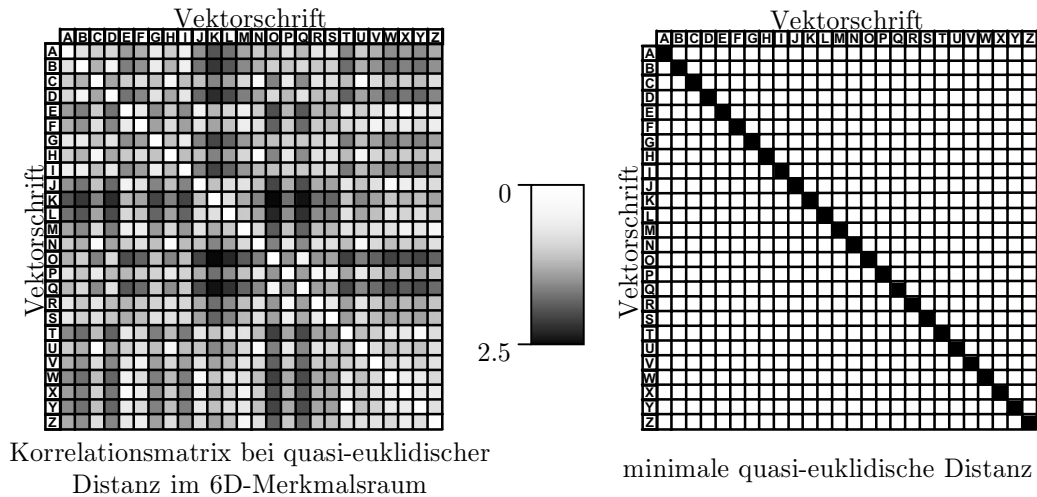 Vektorschrift
A B C D E F G H I J K L M N O P Q R S T U V W X Y Z
A
B
C
D
E
F
G
H
I
J
K
L
M
N
O
P
Q
R
S
T
U
V
W
X
Y
Z
Vektorschrift
Korrelationsmatrix bei quasi-euklidischer
Distanz im 6D-Merkmalsraum
0
2.5
Vektorschrift
A B C D E F G H I J K L M N O P Q R S T U V W X Y Z
A
B
C
D
E
F
G
H
I
J
K
L
M
N
O
P
Q
R
S
T
U
V
W
X
Y
Z
Vektorschrift
minimale quasi-euklidische Distanz